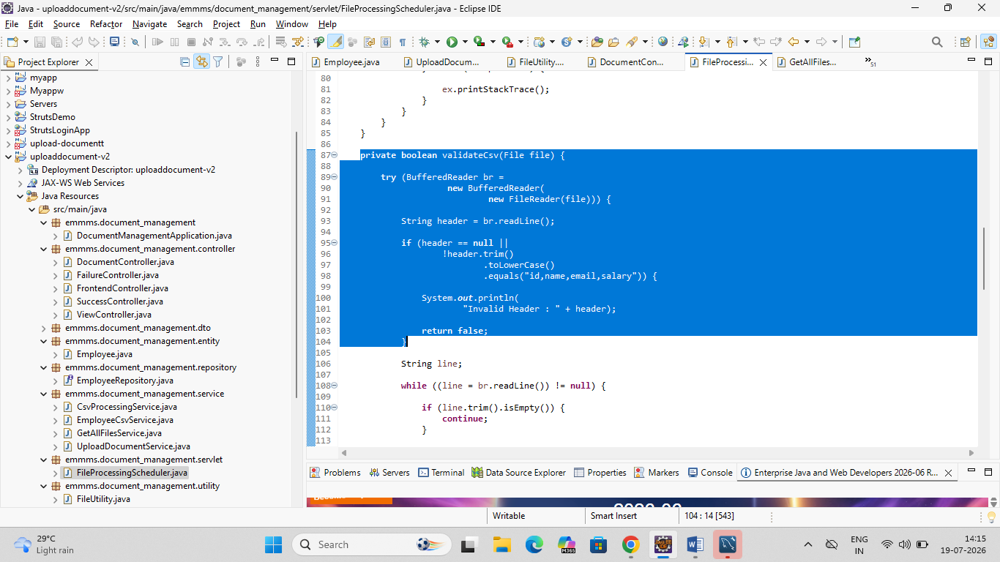 Java - uploaddocument-v2/src/main/java/emmms/document_management/servlet/FileProcessingScheduler.java - Eclipse IDE
File Edit Source Refactor Navigate Search Project Run Window Help
Project Explorer
myapp
Myappw
Servers
StrutsDemo
StrutsLoginApp
upload-documentt
uploaddocument-v2
Deployment Descriptor: uploaddocument-v2
JAX-WS Web Services
Java Resources
src/main/java
emmms.document_management
DocumentManagementApplication.java
emmms.document_management.controller
DocumentController.java
FailureController.java
FrontendController.java
SuccessController.java
ViewController.java
emmms.document_management.dto
emmms.document_management.entity
Employee.java
emmms.document_management.repository
EmployeeRepository.java
emmms.document_management.service
CsvProcessingService.java
EmployeeCsvService.java
GetAllFilesService.java
UploadDocumentService.java
emmms.document_management.servlet
FileProcessingScheduler.java
emmms.document_management.utility
FileUtility.java
Employee.java UploadDocum... FileUtility.... DocumentCon... FileProcessi... GetAllFiles... 51
80
81 ex.printStackTrace();
82 }
83 }
84 }
85 }
86
87 private boolean validateCsv(File file) {
88
89 try (BufferedReader br =
90 new BufferedReader(
91 new FileReader(file))) {
92
93 String header = br.readLine();
94
95 if (header == null ||
96 !header.trim()
97 .toLowerCase()
98 .equals("id,name,email,salary")) {
99
100 System.out.println(
101 "Invalid Header : " + header);
102
103 return false;
104 }
105
106 String line;
107
108 while ((line = br.readLine()) != null) {
109
110 if (line.trim().isEmpty()) {
111 continue;
112 }
113
Problems Servers Terminal Data Source Explorer Properties Markers Console Enterprise Java and Web Developers 2026-06 R...
Writable Smart Insert 104 : 14 [543]
29°C
Light rain
Search
ENG
IN
14:15
19-07-2026